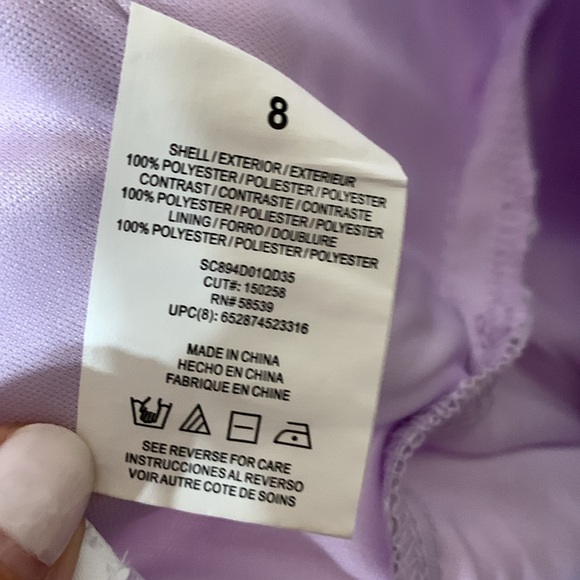 8
SHELL/EXTERIOR/EXTERIEUR
100% POLYESTER/POLIESTER/POLYESTER
CONTRAST/CONTRASTE/CONTRASTE
100% POLYESTER/POLIESTER/POLYESTER
LINING/FORRO/DOUBLURE
100% POLYESTER/POLIESTER/POLYESTER
SC894D01QD35
CUT#: 150258
RN# 58539
UPC(8): 652874523316
MADE IN CHINA
HECHO EN CHINA
FABRIQUE EN CHINE
SEE REVERSE FOR CARE
INSTRUCCIONES AL REVERSO
VOIR AUTRE COTE DE SOINS